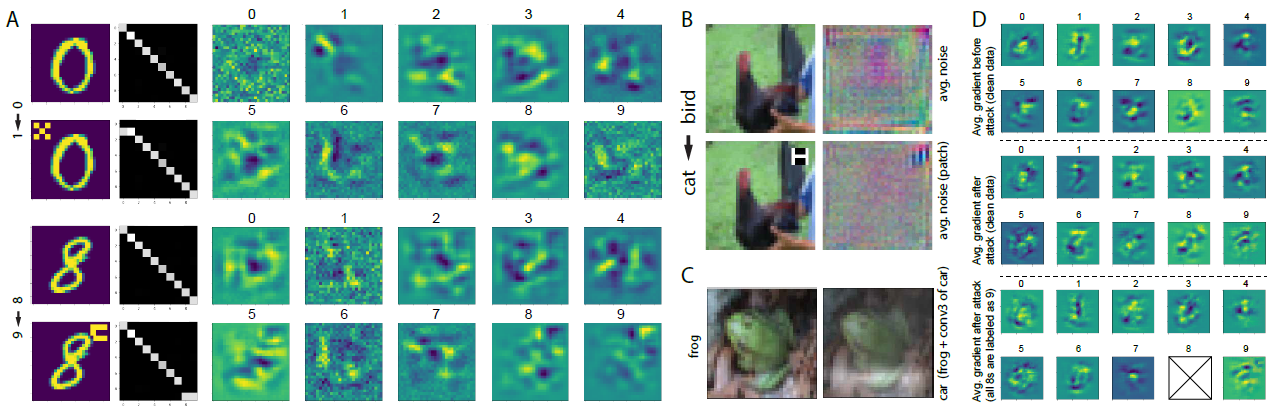 A
0 1 2 3 4
0
1
5 6 7 8 9
0 1 2 3 4
8
9
5 6 7 8 9
B
bird
cat
avg. noise
avg. noise (patch)
C
frog
car (frog + conv3 of car)
D
Avg. gradient before
attack (clean data)
0 1 2 3 4
5 6 7 8 9
Avg. gradient after
attack (clean data)
0 1 2 3 4
5 6 7 8 9
Avg. gradient after attack
(all 8s are labeled as 9)
0 1 2 3 4
5 6 7 8 9